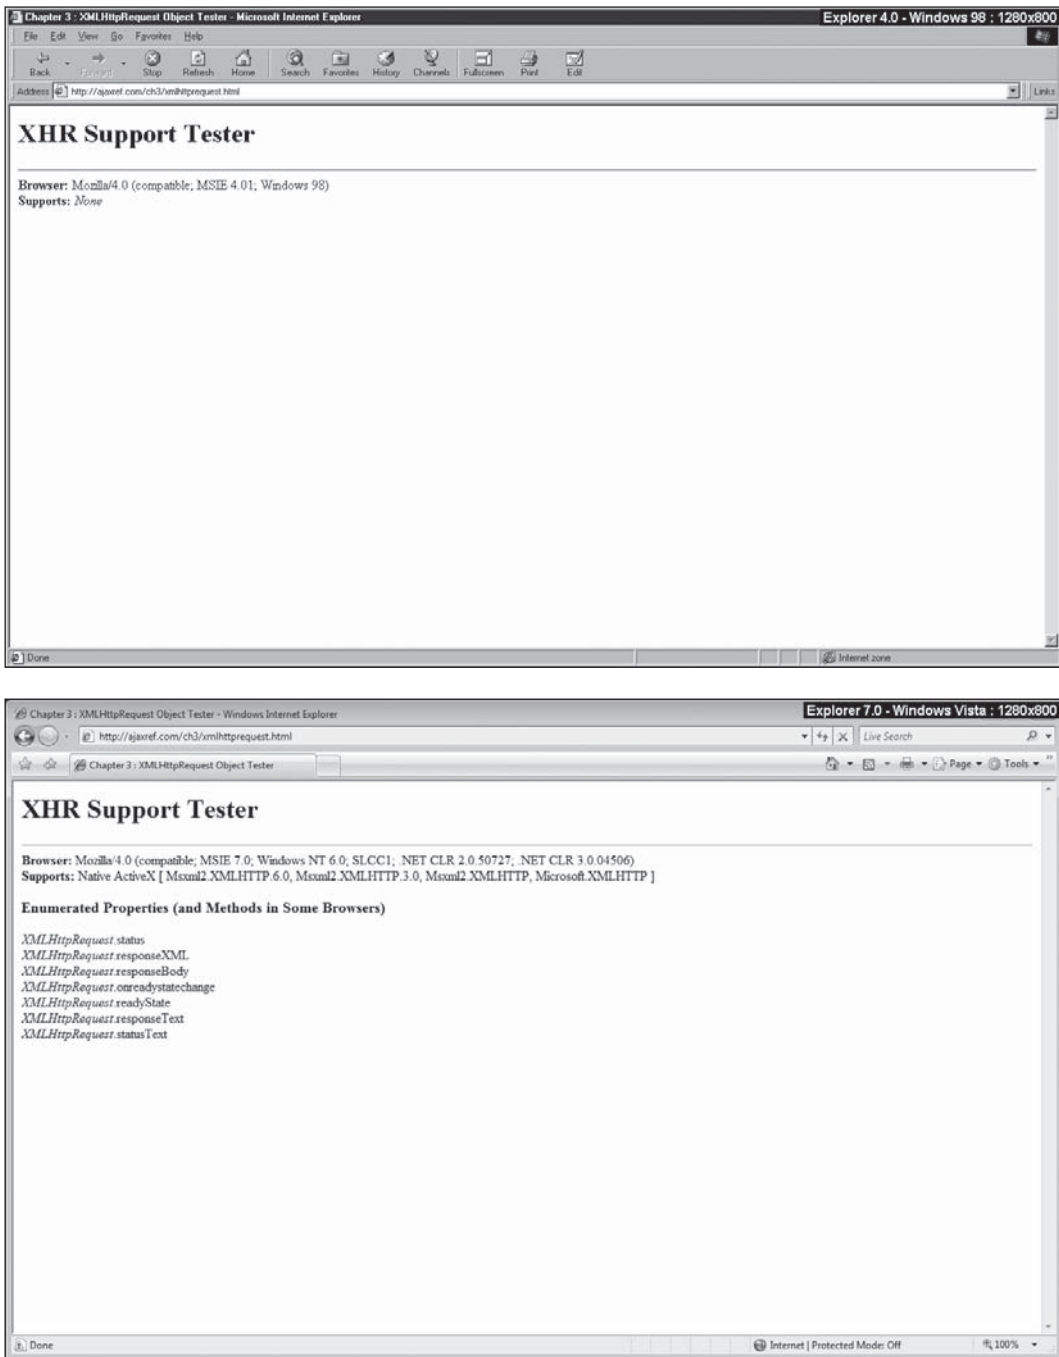 Chapter 3 : XMLHttpRequest Object Tester - Microsoft Internet Explorer
Explorer 4.0 - Windows 98 : 1280x800
File Edit View Go Favorites Help
Back Forward Stop Refresh Home Search Favorites History Channels Fullscreen Print Edit
Address http://ajaxref.com/ch3/xmlhttprequest.html Links
XHR Support Tester
Browser: Mozilla/4.0 (compatible; MSIE 4.01; Windows 98)
Supports: None
Done Internet zone
Chapter 3 : XMLHttpRequest Object Tester - Windows Internet Explorer
Explorer 7.0 - Windows Vista : 1280x800
http://ajaxref.com/ch3/xmlhttprequest.html Live Search
Chapter 3 : XMLHttpRequest Object Tester Page Tools
XHR Support Tester
Browser: Mozilla/4.0 (compatible; MSIE 7.0; Windows NT 6.0; SLCC1; .NET CLR 2.0.50727; .NET CLR 3.0.04506)
Supports: Native ActiveX [ Msxml2.XMLHTTP.6.0, Msxml2.XMLHTTP.3.0, Msxml2.XMLHTTP, Microsoft.XMLHTTP ]
Enumerated Properties (and Methods in Some Browsers)
XMLHttpRequest.status
XMLHttpRequest.responseXML
XMLHttpRequest.responseBody
XMLHttpRequest.onreadystatechange
XMLHttpRequest.readyState
XMLHttpRequest.responseText
XMLHttpRequest.statusText
Done Internet | Protected Mode: Off 100%